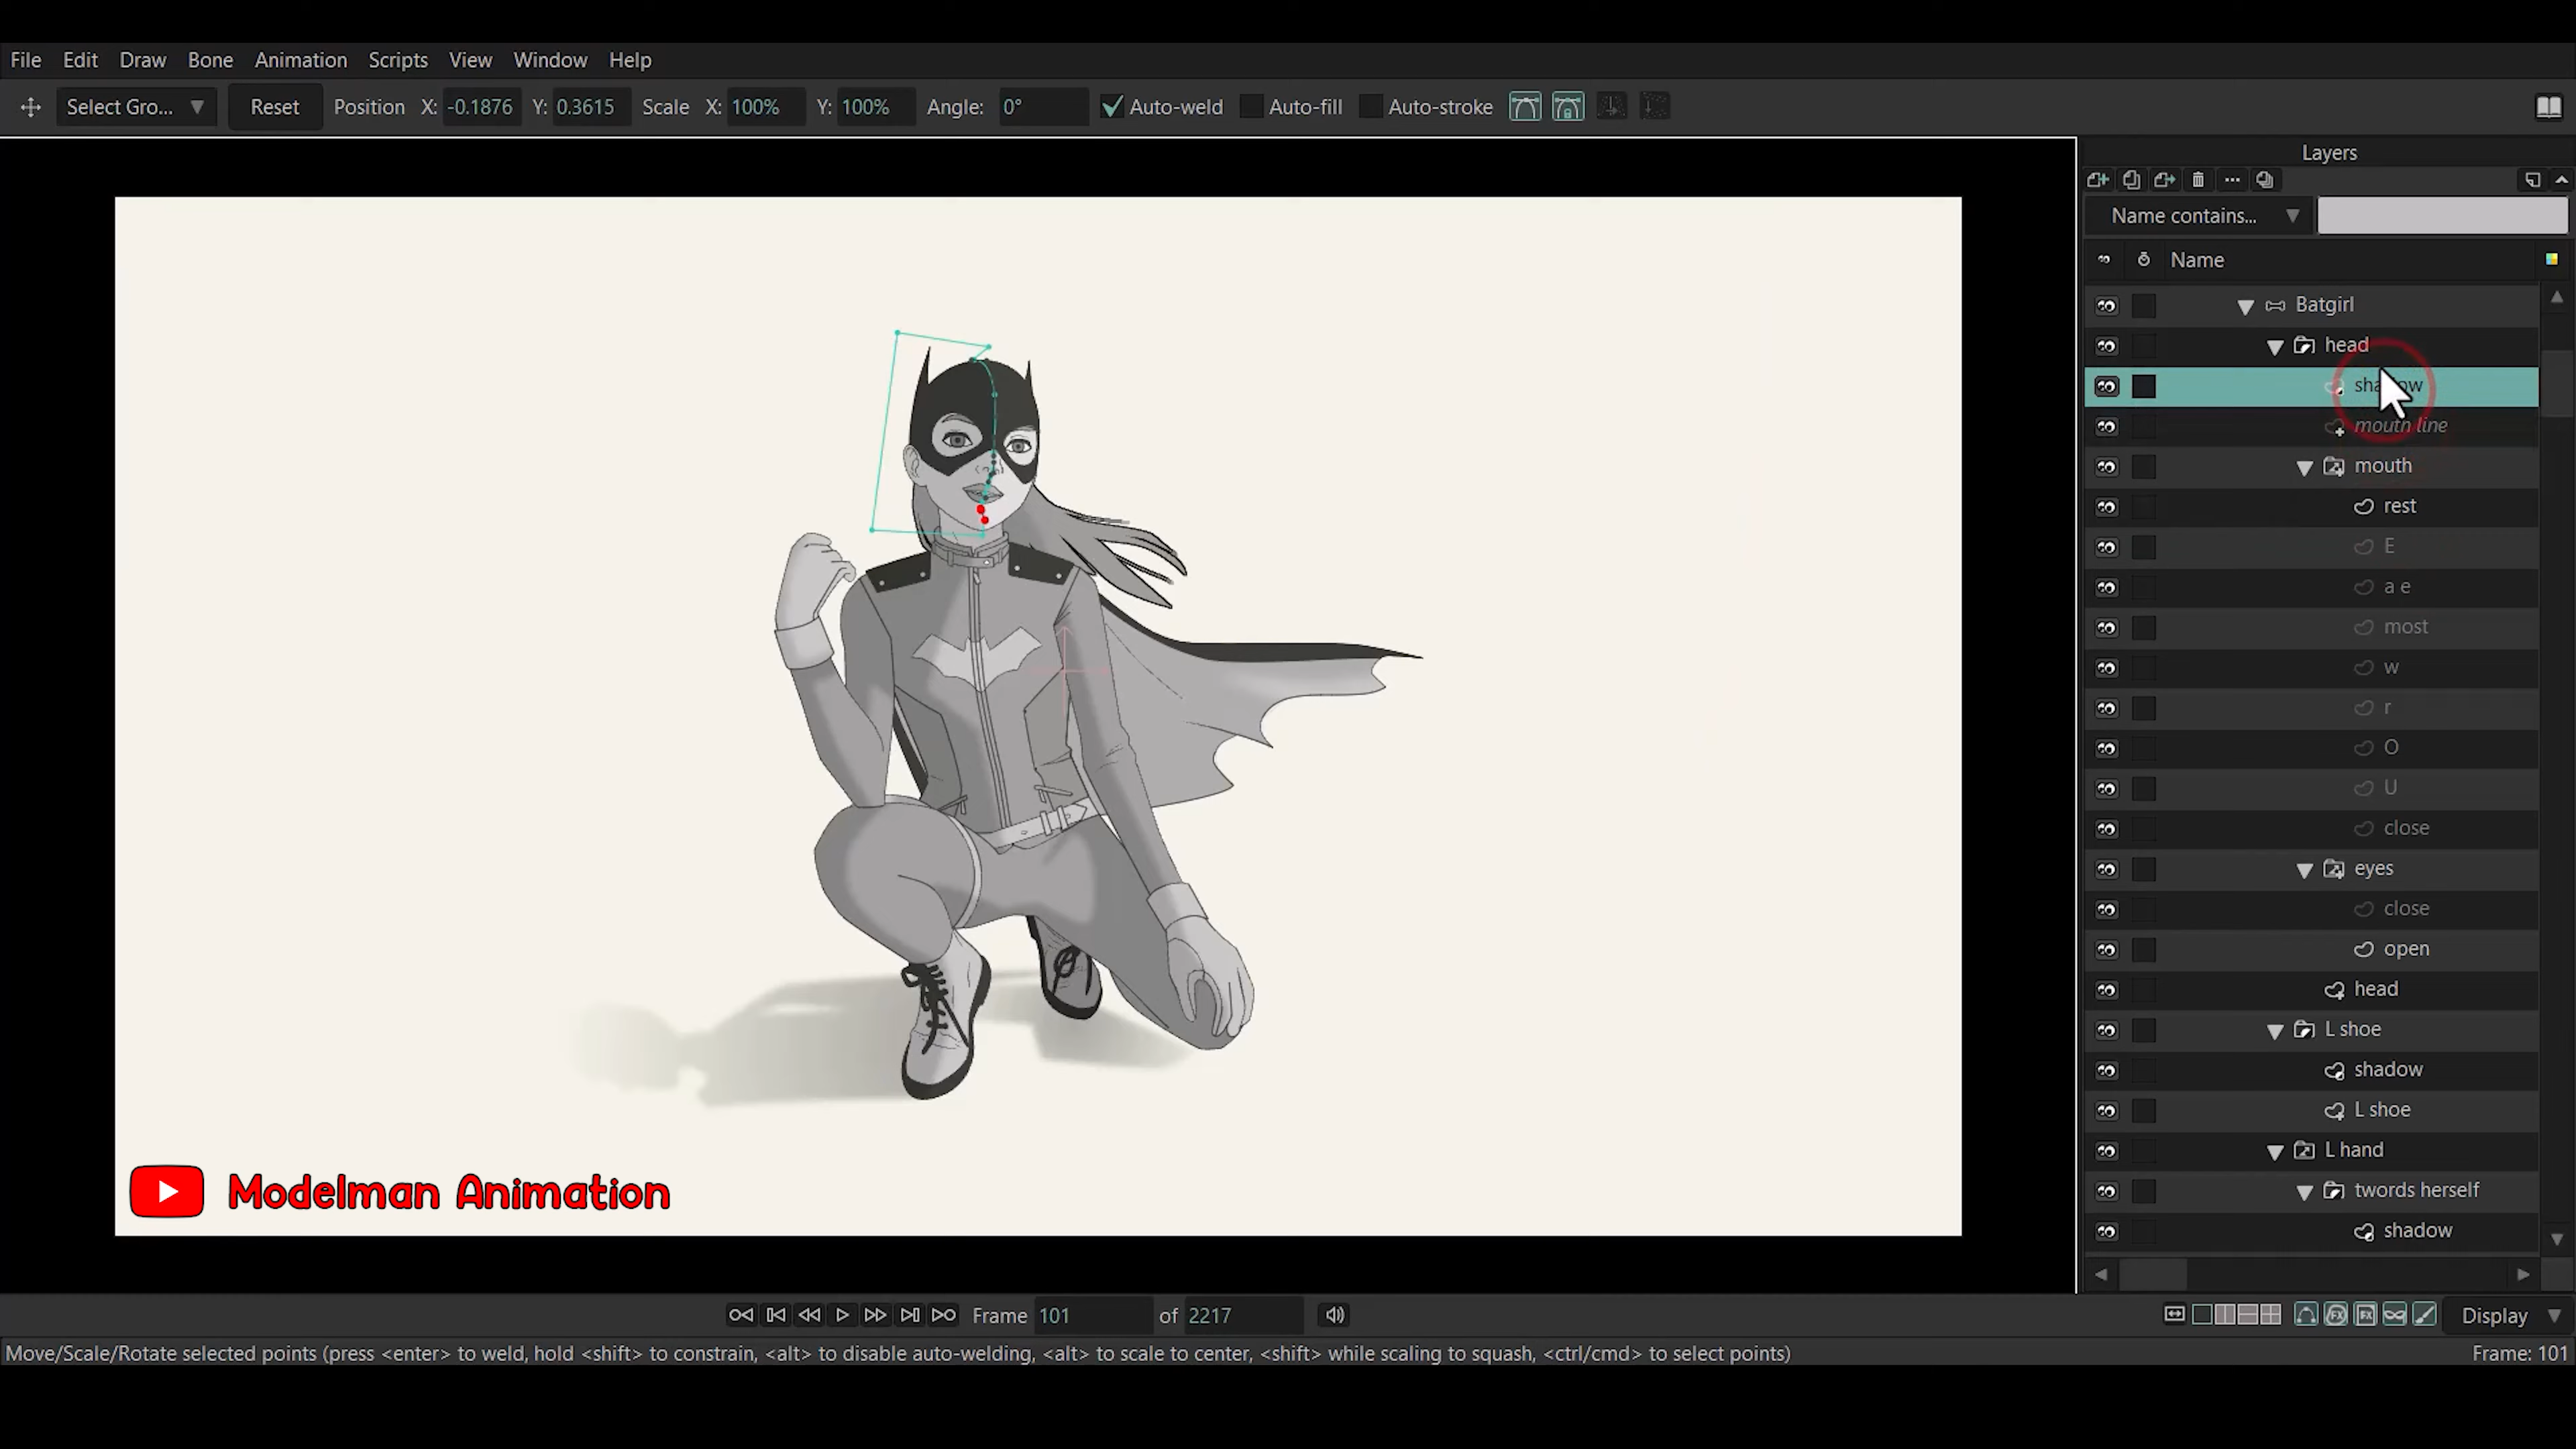 File Edit Draw Bone Animation Scripts View Window Help
Select Gro... Reset Position X: -0.1876 Y: 0.3615 Scale X: 100% Y: 100% Angle: 0° Auto-weld Auto-fill Auto-stroke
Layers
Name contains...
Name
Batgirl
head
shadow
mouth line
mouth
rest
E
a e
most
w
r
O
U
close
eyes
close
open
head
L shoe
shadow
L shoe
L hand
twords herself
shadow
Modelman Animation
Frame 101 of 2217
Display
Move/Scale/Rotate selected points (press <enter> to weld, hold <shift> to constrain, <alt> to disable auto-welding, <alt> to scale to center, <shift> while scaling to squash, <ctrl/cmd> to select points)
Frame: 101